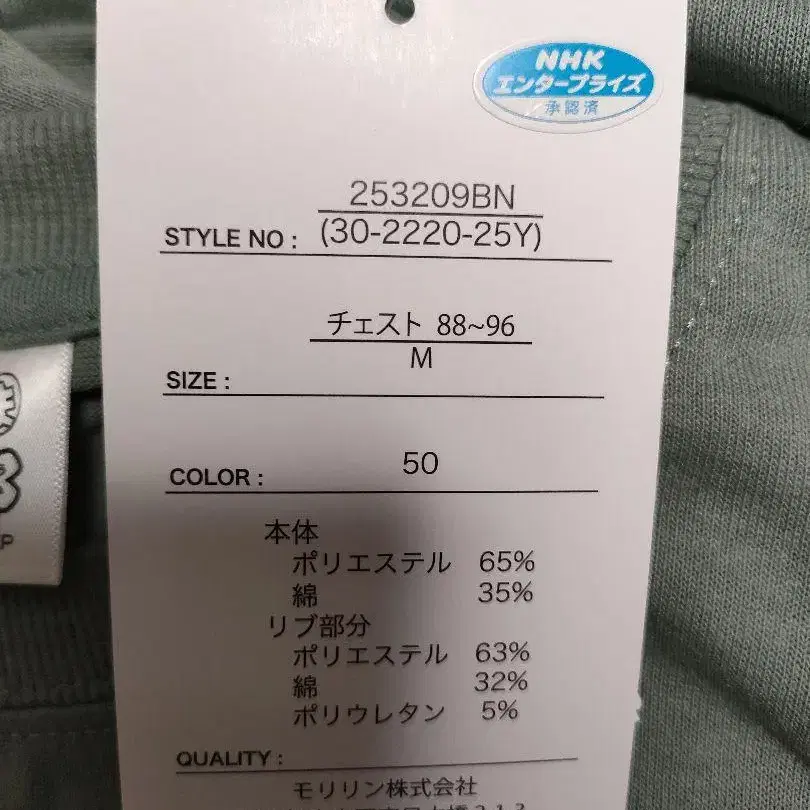 NHK
エンタープライズ
承認済
253209BN
STYLE NO : (30-2220-25Y)
チェスト 88~96
M
SIZE :
50
COLOR :
本体
ポリエステル 65%
綿 35%
リブ部分
ポリエステル 63%
綿 32%
ポリウレタン 5%
QUALITY :
モリリン株式会社
P